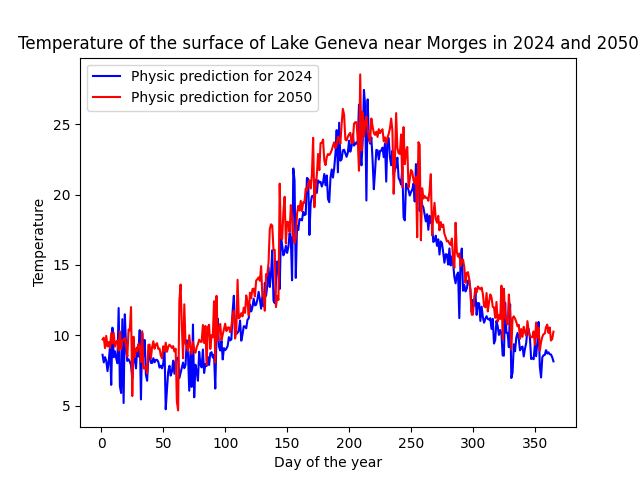 Temperature of the surface of Lake Geneva near Morges in 2024 and 2050
Physic prediction for 2024
Physic prediction for 2050
25
20
15
10
5
Temperature
0 50 100 150 200 250 300 350
Day of the year